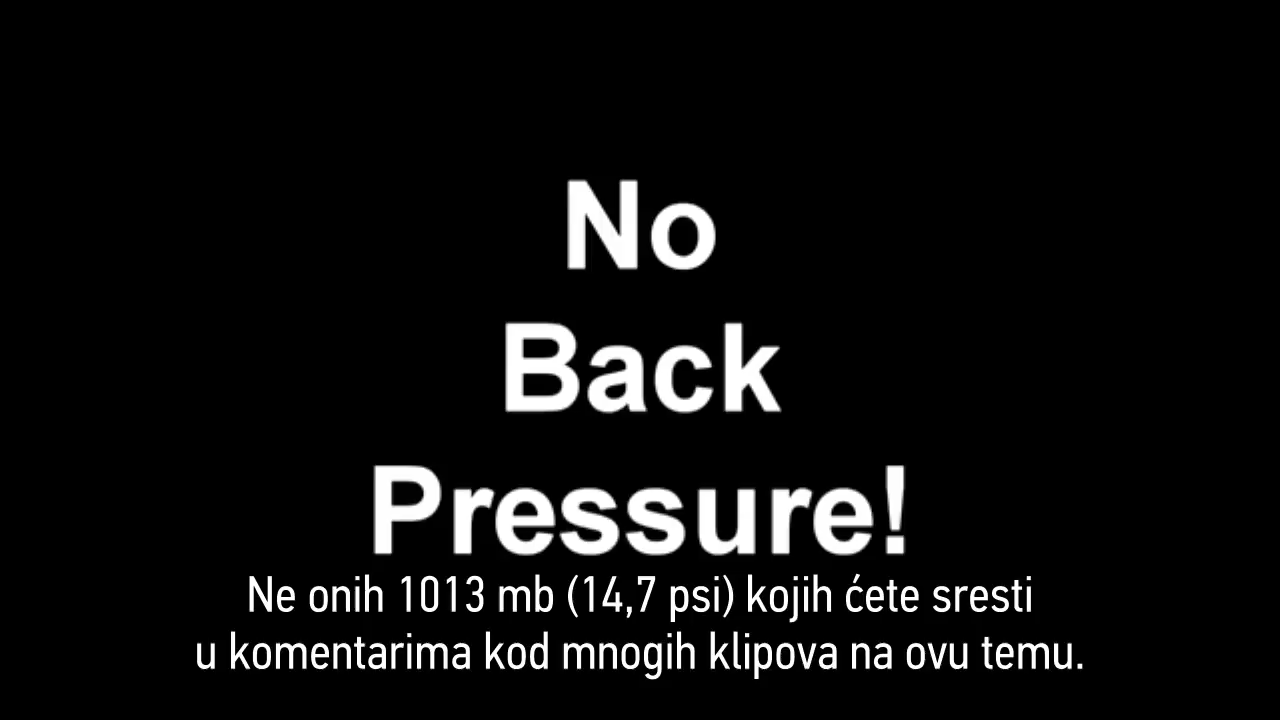 No
Back
Pressure!
Ne onih 1013 mb (14,7 psi) kojih ćete sresti
u komentarima kod mnogih klipova na ovu temu.